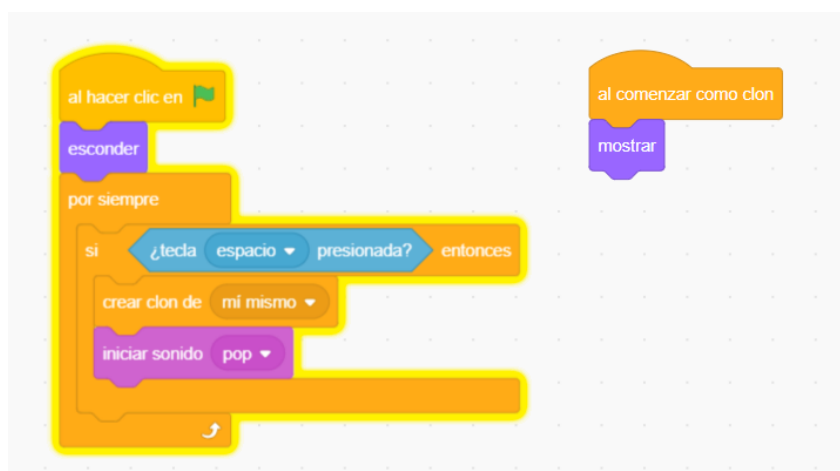 al hacer clic en
esconder
por siempre
si ¿tecla espacio presionada? entonces
crear clon de mí mismo
iniciar sonido pop
al comenzar como clon
mostrar